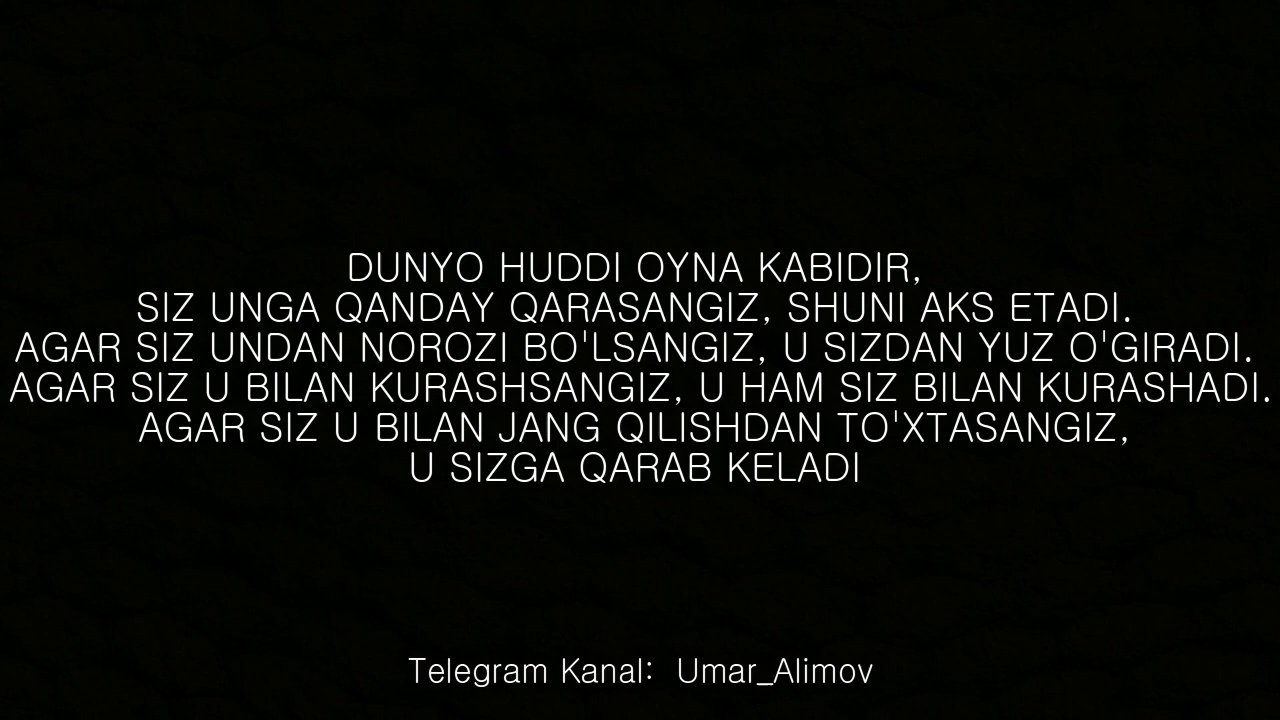 DUNYO HUDDI OYNA KABIDIR,
SIZ UNGA QANDAY QARASANGIZ, SHUNI AKS ETADI.
AGAR SIZ UNDAN NOROZI BO'LSANGIZ, U SIZDAN YUZ O'GIRADI.
AGAR SIZ U BILAN KURASHSANGIZ, U HAM SIZ BILAN KURASHADI.
AGAR SIZ U BILAN JANG QILISHDAN TO'XTASANGIZ,
U SIZGA QARAB KELADI
Telegram Kanal: Umar_Alimov